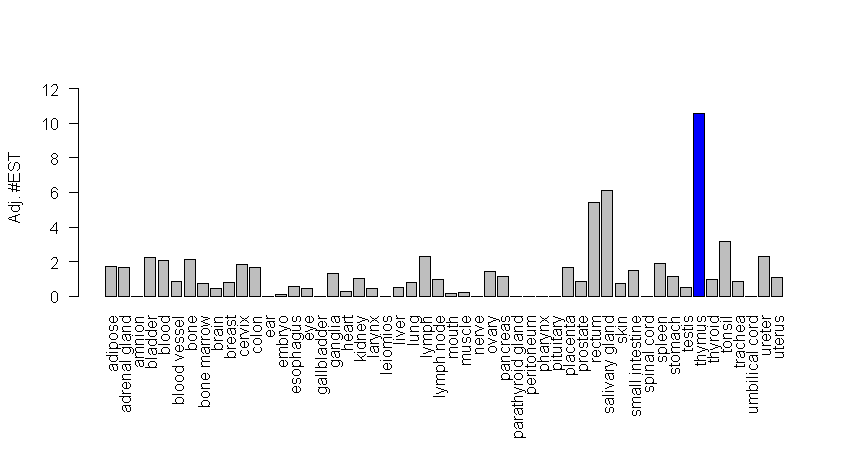 12
10
8
6
4
2
0
Adj. #EST
adipose
adrenal gland
amnion
bladder
blood
blood vessel
bone
bone marrow
brain
breast
cervix
colon
ear
embryo
esophagus
eye
gallbladder
ganglia
heart
kidney
larynx
leiomios
liver
lung
lymph
lymph node
mouth
muscle
nerve
ovary
pancreas
parathyroid gland
peritoneum
pharynx
pituitary
placenta
prostate
rectum
salivary gland
skin
small intestine
spinal cord
spleen
stomach
testis
thymus
thyroid
tonsil
trachea
umbilical cord
ureter
uterus